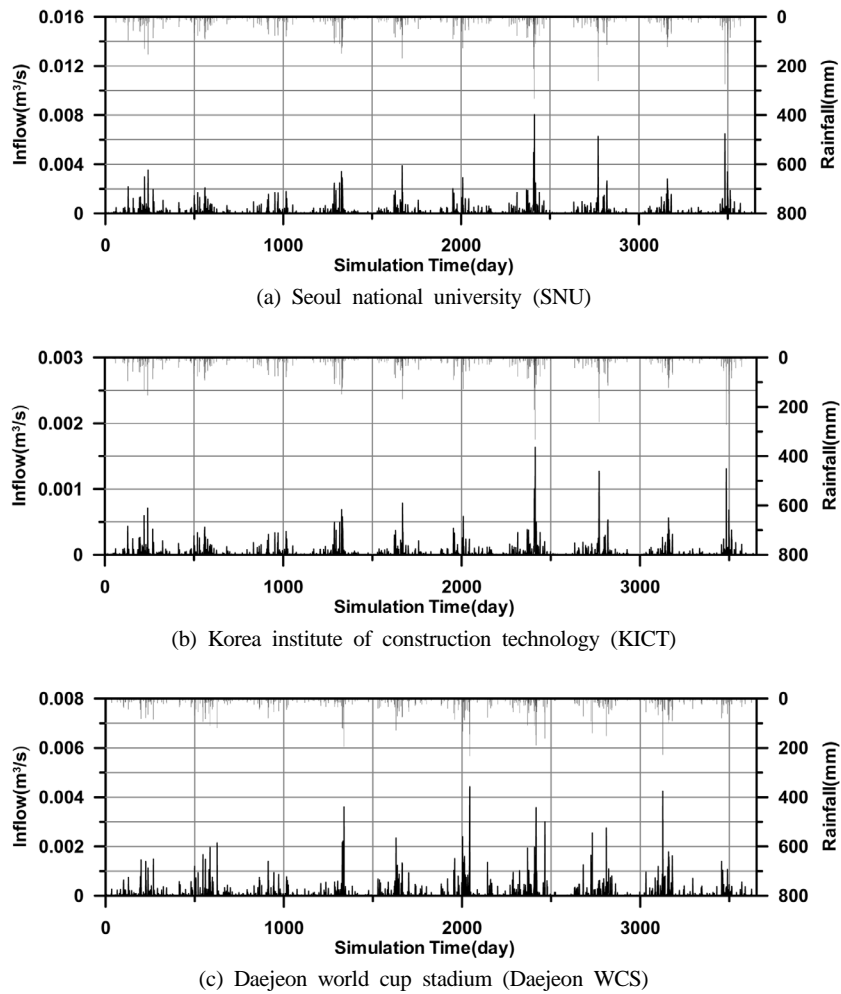 0.016
0.012
0.008
0.004
0
Inflow(m³/s)
0
200
400
600
800
Rainfall(mm)
0 1000 2000 3000
Simulation Time(day)
(a) Seoul national university (SNU)
0.003
0.002
0.001
0
Inflow(m³/s)
0
200
400
600
800
Rainfall(mm)
0 1000 2000 3000
Simulation Time(day)
(b) Korea institute of construction technology (KICT)
0.008
0.006
0.004
0.002
0
Inflow(m³/s)
0
200
400
600
800
Rainfall(mm)
0 1000 2000 3000
Simulation Time(day)
(c) Daejeon world cup stadium (Daejeon WCS)